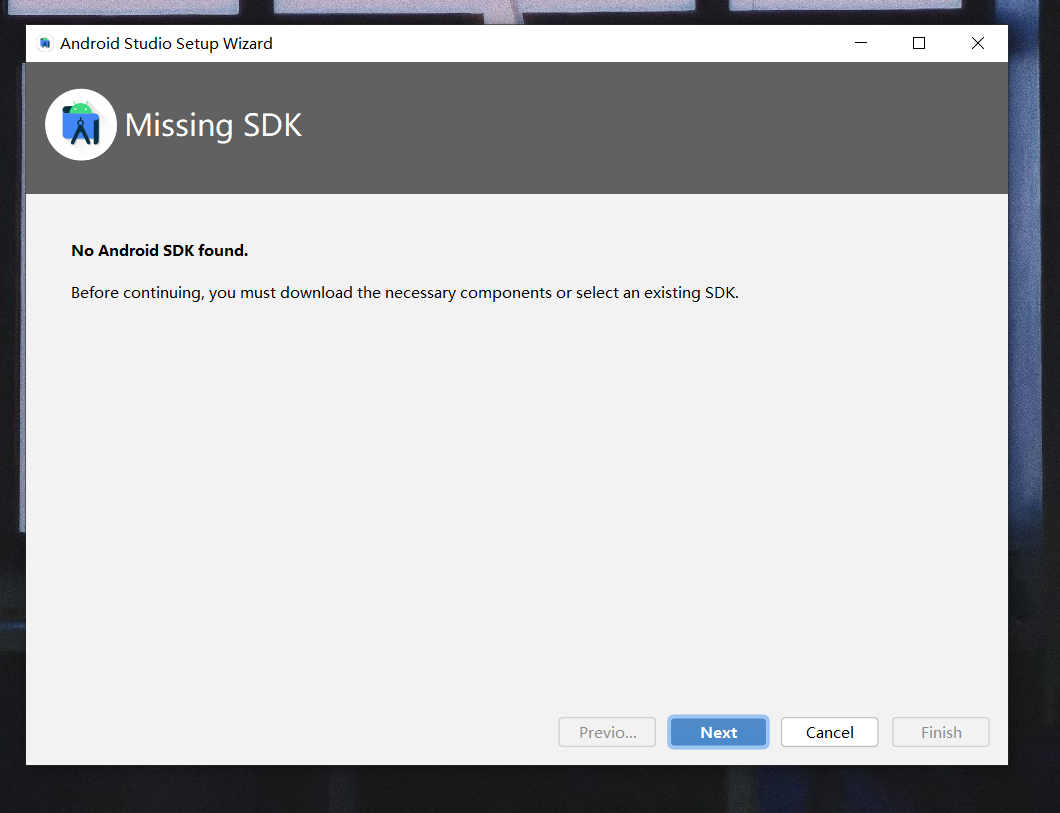 Android Studio Setup Wizard
Missing SDK
No Android SDK found.
Before continuing, you must download the necessary components or select an existing SDK.
Previo... Next Cancel Finish